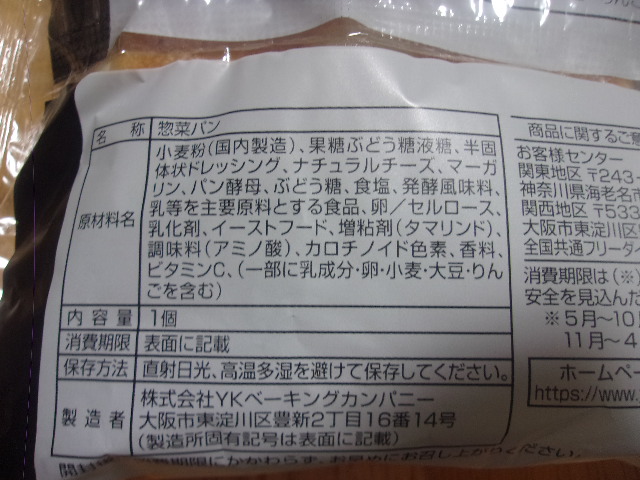 名称 惣菜パン
原材料名
小麦粉(国内製造)、果糖ぶどう糖液糖、半固
体状ドレッシング、ナチュラルチーズ、マーガ
リン、パン酵母、ぶどう糖、食塩、発酵風味料、
乳等を主要原料とする食品、卵/セルロース、
乳化剤、イーストフード、増粘剤(タマリンド)、
調味料(アミノ酸)、カロチノイド色素、香料、
ビタミンC、(一部に乳成分・卵・小麦・大豆・りん
ごを含む)
内容量 1個
消費期限 表面に記載
保存方法 直射日光、高温多湿を避けて保存してください。
製造者
株式会社YKベーキングカンパニー
大阪市東淀川区豊新2丁目16番14号
(製造所固有記号は表面に記載)
商品に関するご意
お客様センター
関東地区 〒243-
神奈川県海老名市
関西地区 〒533
大阪市東淀川区
全国共通フリーダ
消費期限は(※)
安全を見込んだ
※5月~10
11月~4
ホームペー
https://www.